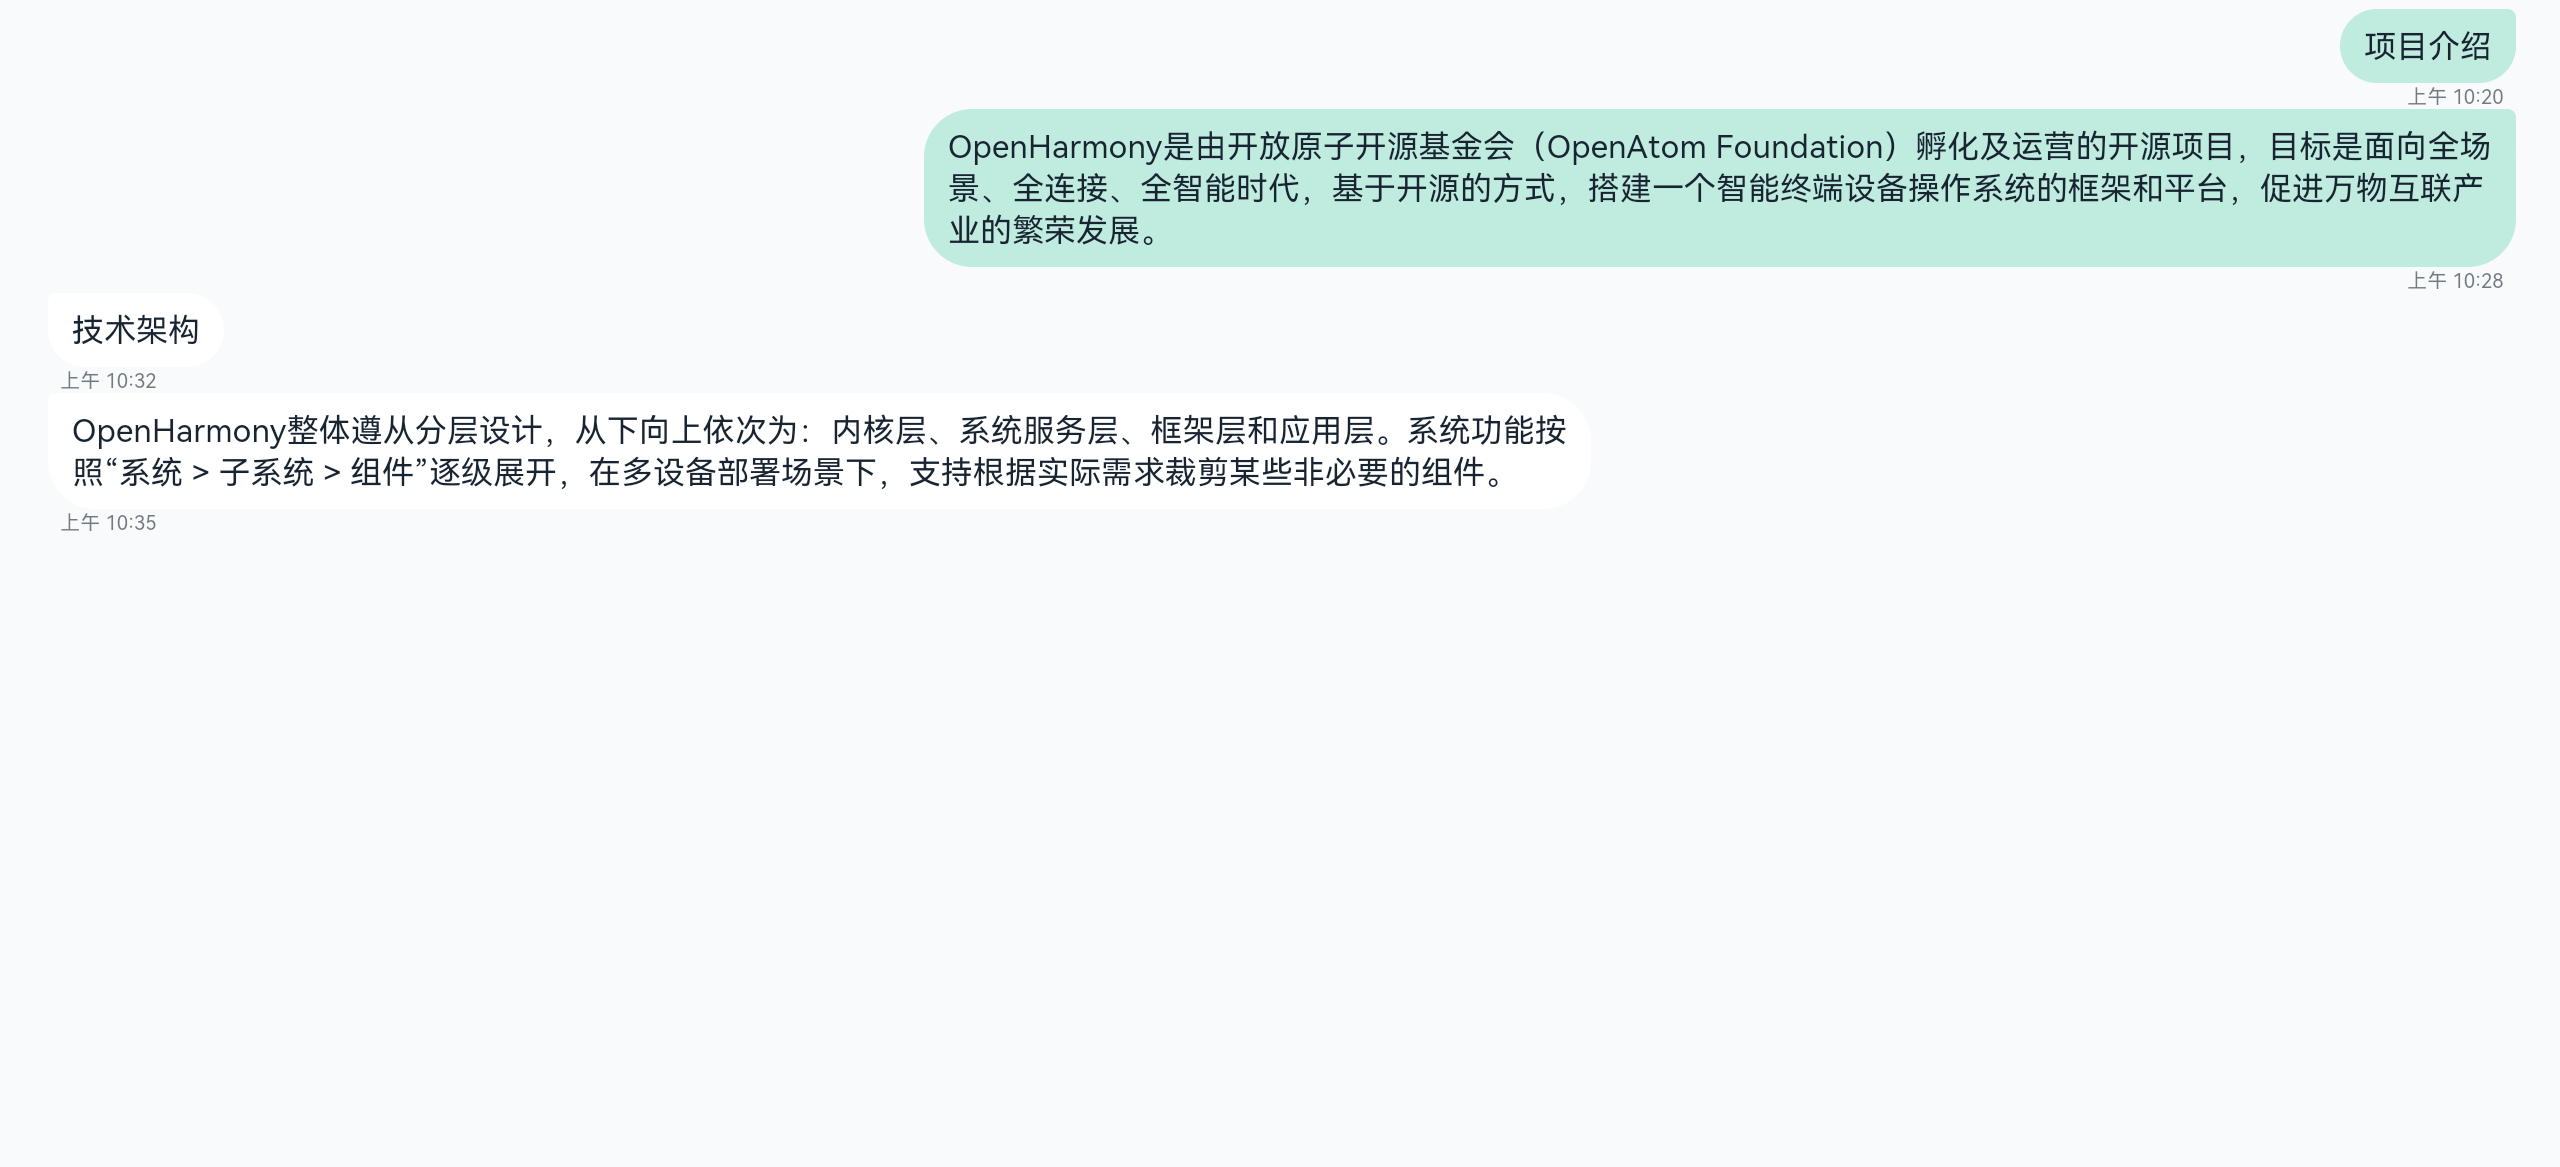 项目介绍
上午 10:20
OpenHarmony是由开放原子开源基金会（OpenAtom Foundation）孵化及运营的开源项目，目标是面向全场
景、全连接、全智能时代，基于开源的方式，搭建一个智能终端设备操作系统的框架和平台，促进万物互联产
业的繁荣发展。
上午 10:28
技术架构
上午 10:32
OpenHarmony整体遵从分层设计，从下向上依次为：内核层、系统服务层、框架层和应用层。系统功能按
照“系统 > 子系统 > 组件”逐级展开，在多设备部署场景下，支持根据实际需求裁剪某些非必要的组件。
上午 10:35